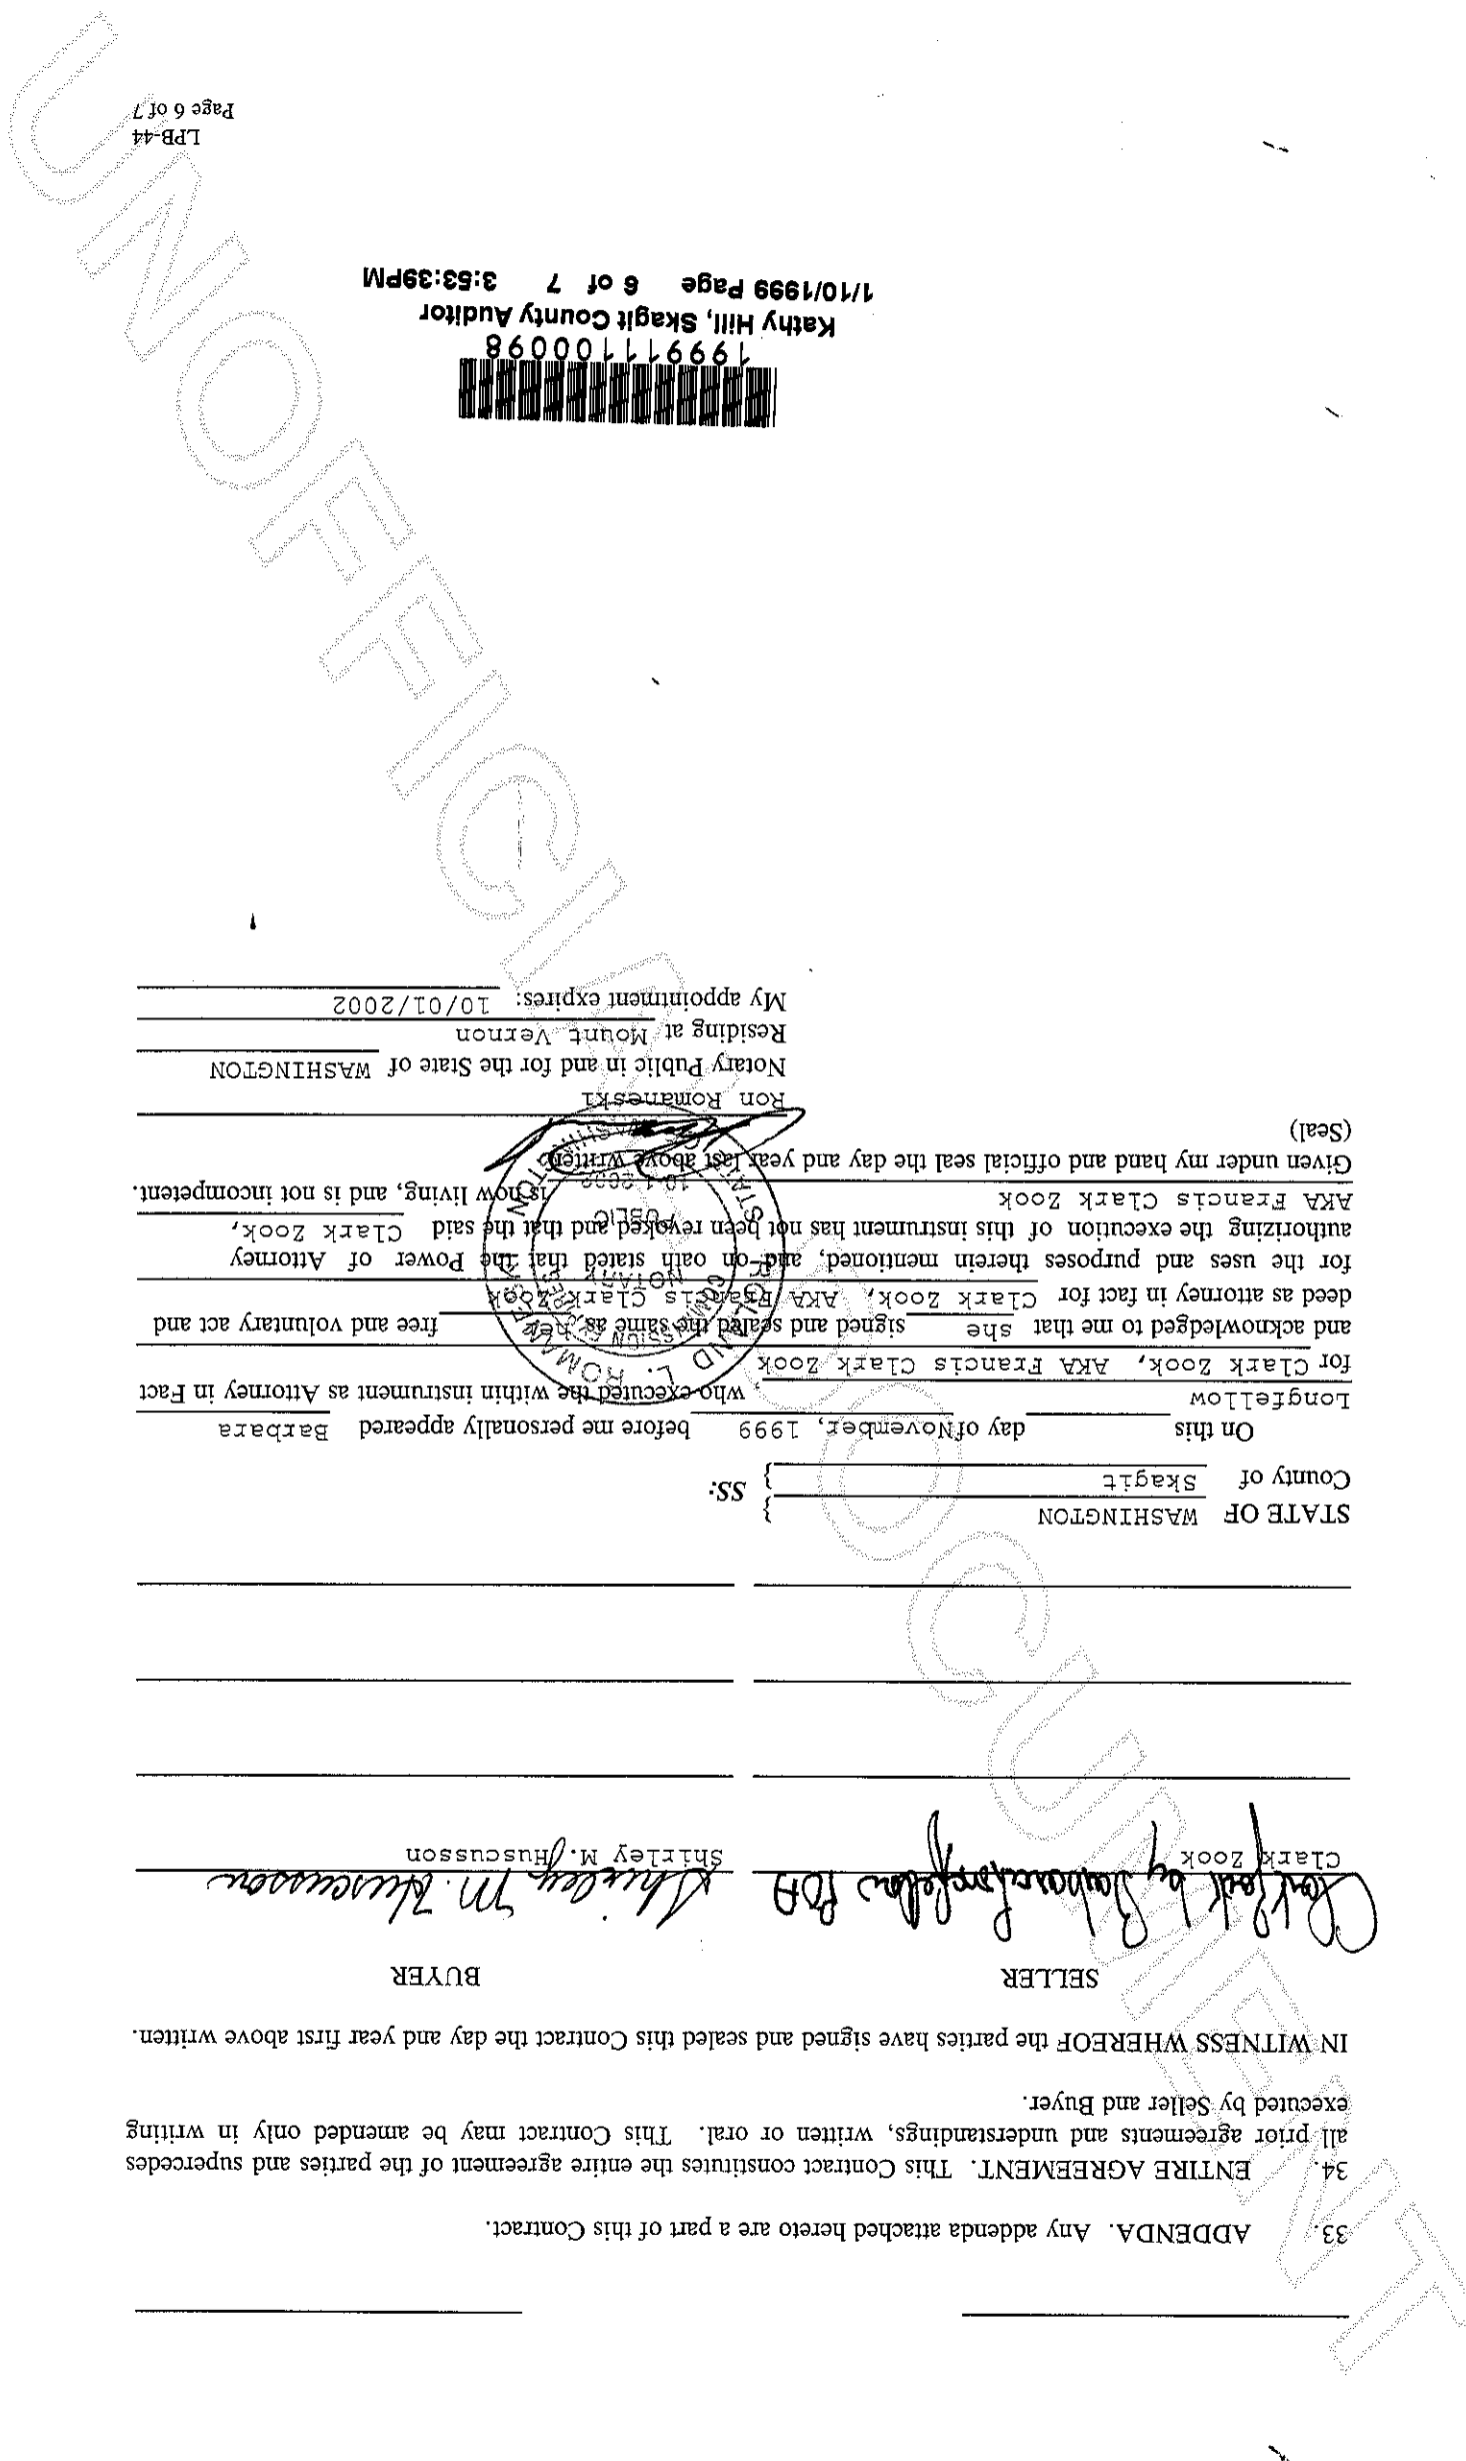 33. ADDENDA. Any addenda attached hereto are a part of this Contract.
34. ENTIRE AGREEMENT. This Contract constitutes the entire agreement of the parties and supercedes
all prior agreements and understandings, written or oral. This Contract may be amended only in writing
executed by Seller and Buyer.
IN WITNESS WHEREOF the parties have signed and sealed this Contract the day and year first above written.
SELLER BUYER
Clark Zook by Barbara Longfellow POA Shirley M. Huscusson
Clark Zook Shirley M. Huscusson
STATE OF WASHINGTON }
County of Skagit } SS:
On this day of November, 1999 before me personally appeared Barbara
Longfellow , who executed the within instrument as Attorney in Fact
for Clark Zook, AKA Francis Clark Zook
and acknowledged to me that she signed and sealed the same as her free and voluntary act and
deed as attorney in fact for Clark Zook, AKA Francis Clark Zook
for the uses and purposes therein mentioned, and on oath stated that the Power of Attorney
authorizing the execution of this instrument has not been revoked and that the said Clark Zook,
AKA Francis Clark Zook is now living, and is not incompetent.
Given under my hand and official seal the day and year last above written.
(Seal)
Ron Romaneski
Notary Public in and for the State of WASHINGTON
Residing at Mount Vernon
My appointment expires: 10/01/2002
199911100098
Kathy Hill, Skagit County Auditor
1/10/1999 Page 6 of 7 3:53:39PM
LPB-44
Page 6 of 7
UNOFFICIAL DOCUMENT